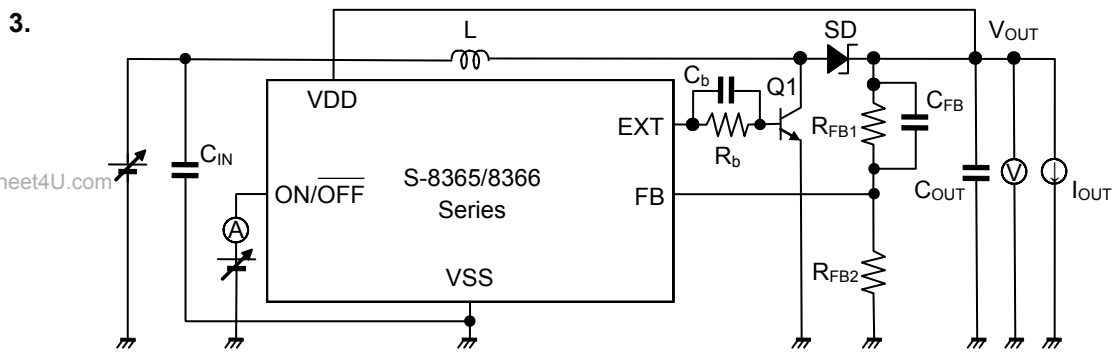 3.
L
SD
VOUT
VDD
Cb
Q1
CFB
EXT
RFB1
Rb
CIN
heet4U.com
S-8365/8366
Series
ON/OFF
FB
A
COUT
V
IOUT
VSS
RFB2